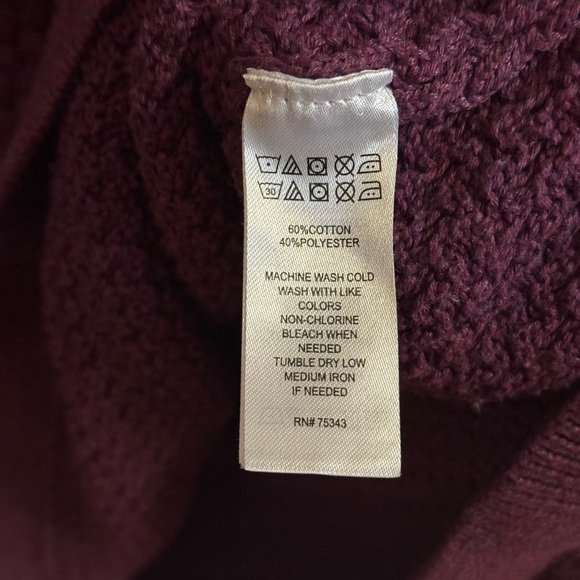 30
60%COTTON
40%POLYESTER
MACHINE WASH COLD
WASH WITH LIKE
COLORS
NON-CHLORINE
BLEACH WHEN
NEEDED
TUMBLE DRY LOW
MEDIUM IRON
IF NEEDED
RN# 75343